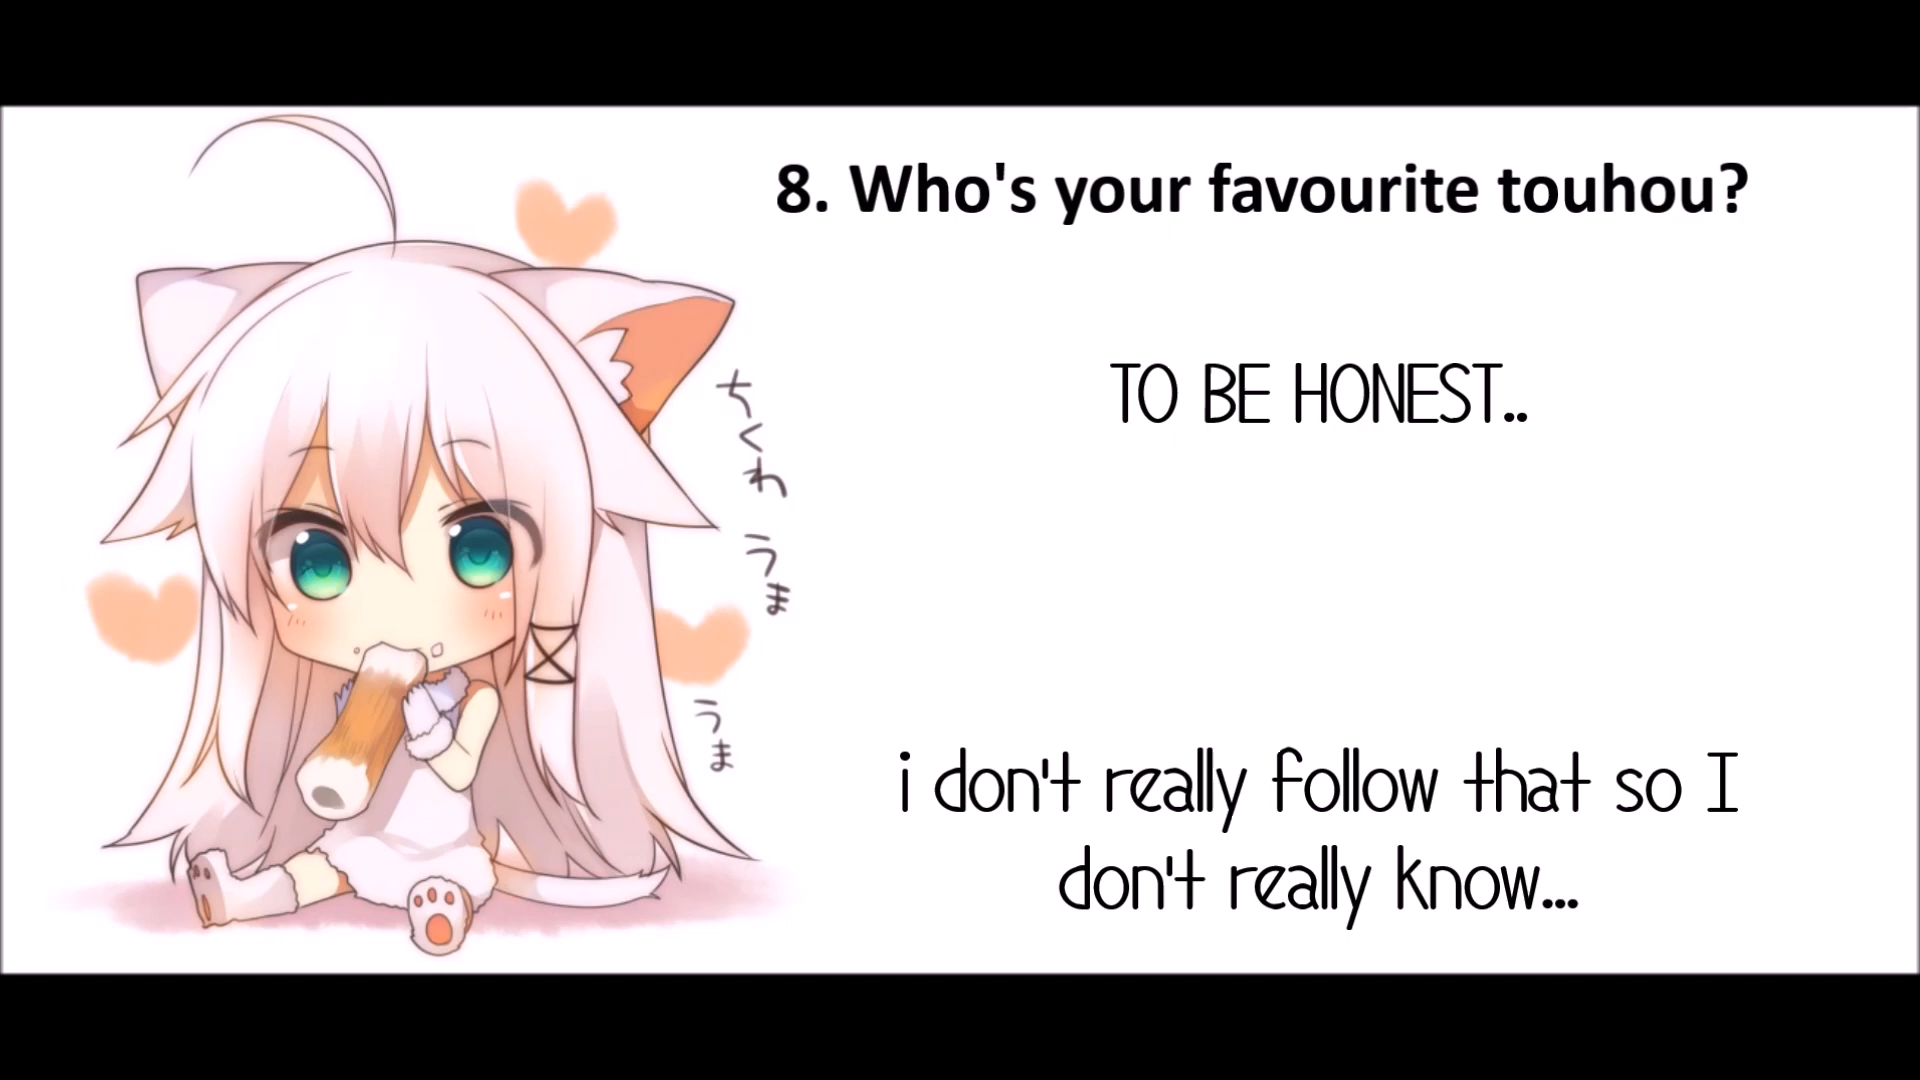 8. Who's your favourite touhou?
TO BE HONEST..
i don't really follow that so I
don't really know...
ちくわ うま
うま